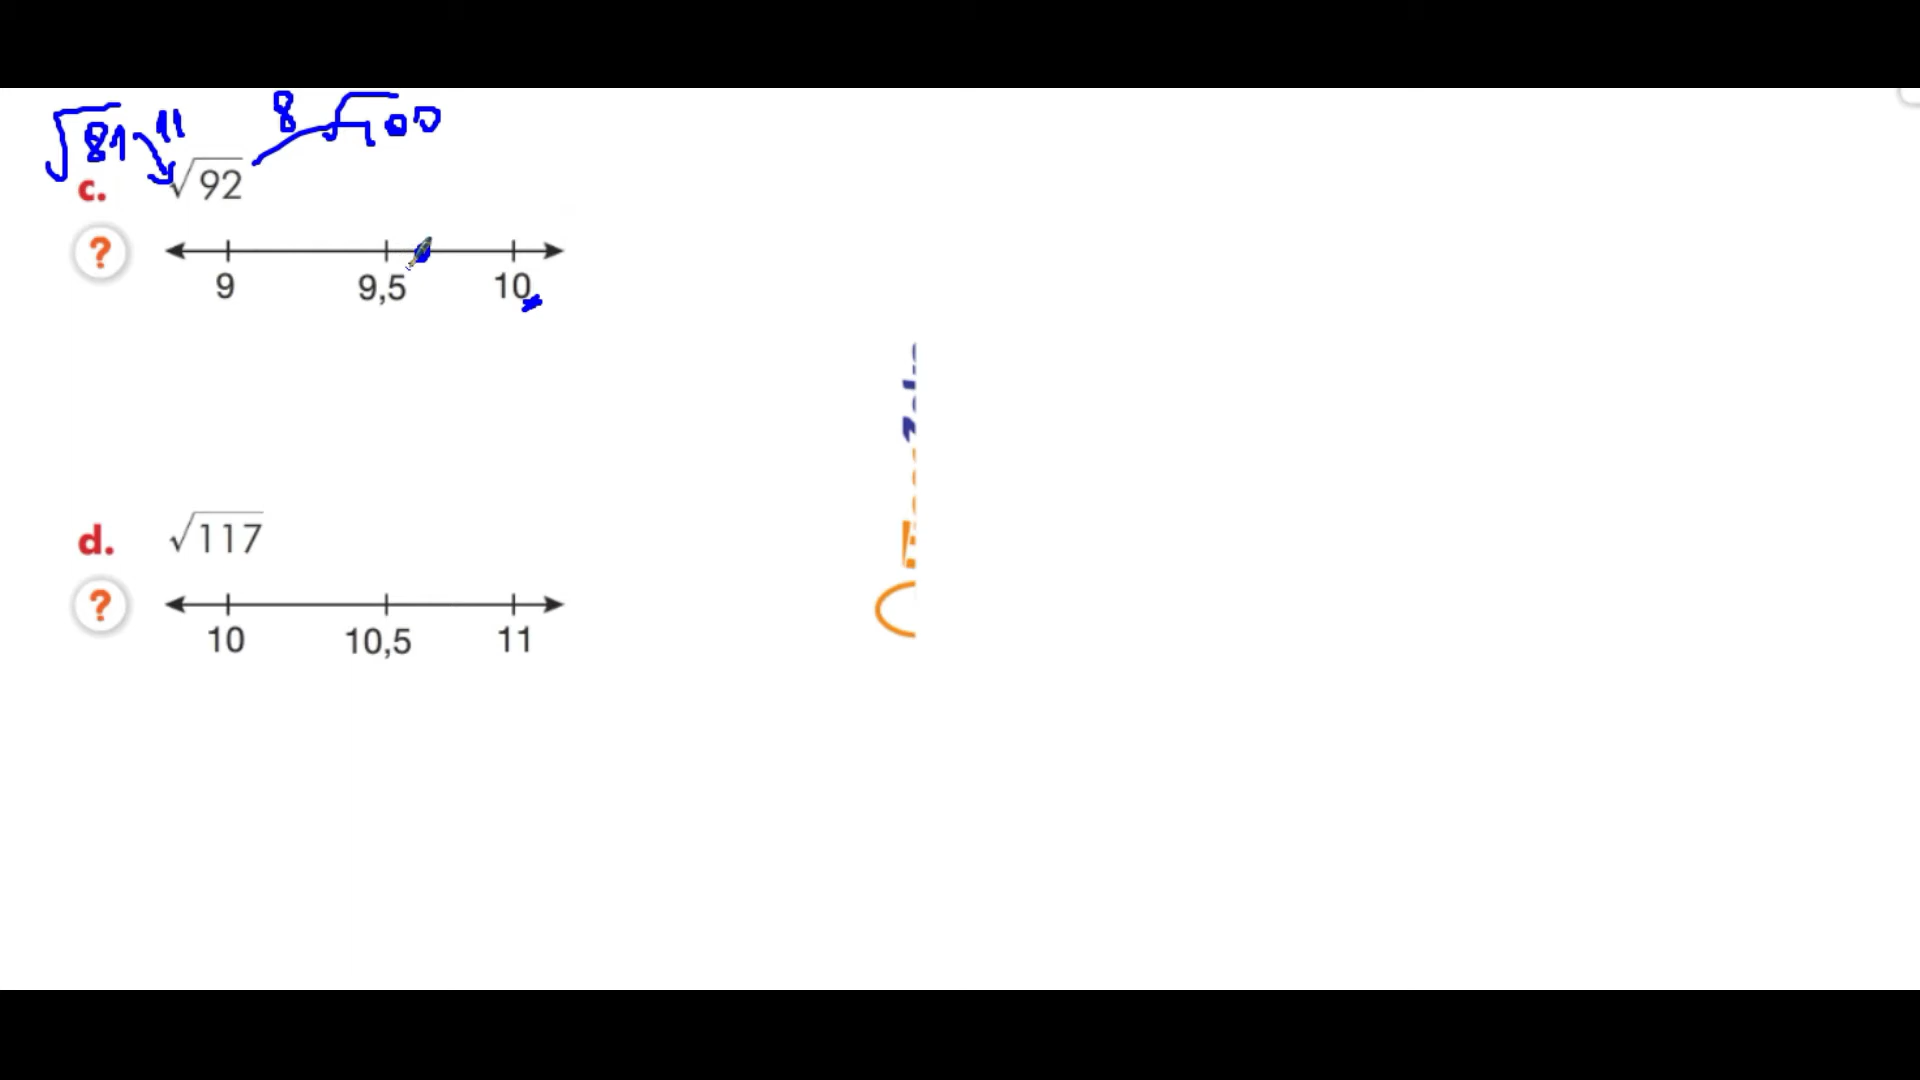 √81 11 8 √100
c. √92
?
9 9,5 10
d. √117
?
10 10,5 11